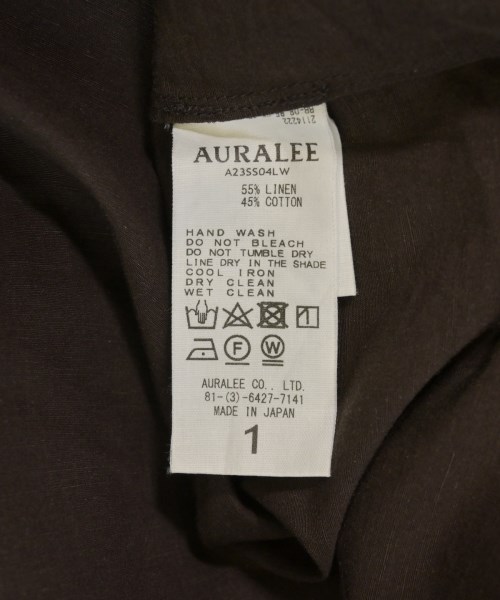 AURALEE
A23SS04LW
55% LINEN
45% COTTON
HAND WASH
DO NOT BLEACH
DO NOT TUMBLE DRY
LINE DRY IN THE SHADE
COOL IRON
DRY CLEAN
WET CLEAN
F W
AURALEE CO., LTD.
81-(3)-6427-7141
MADE IN JAPAN
1